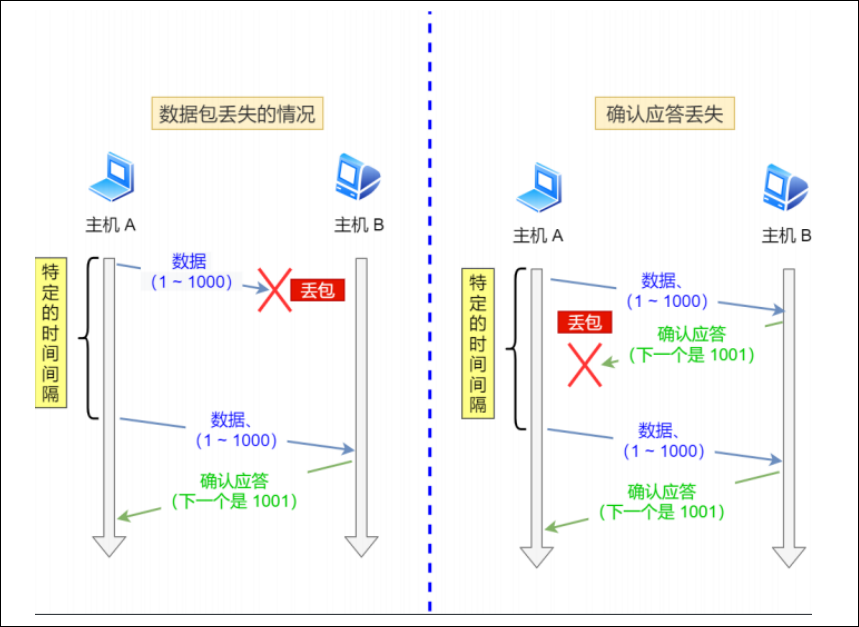 数据包丢失的情况
主机 A
主机 B
特定的时间间隔
数据
（1 ~ 1000）
丢包
数据、
（1 ~ 1000）
确认应答
（下一个是 1001）
确认应答丢失
主机 A
主机 B
特定的时间间隔
数据、
（1 ~ 1000）
丢包
确认应答
（下一个是 1001）
数据、
（1 ~ 1000）
确认应答
（下一个是 1001）